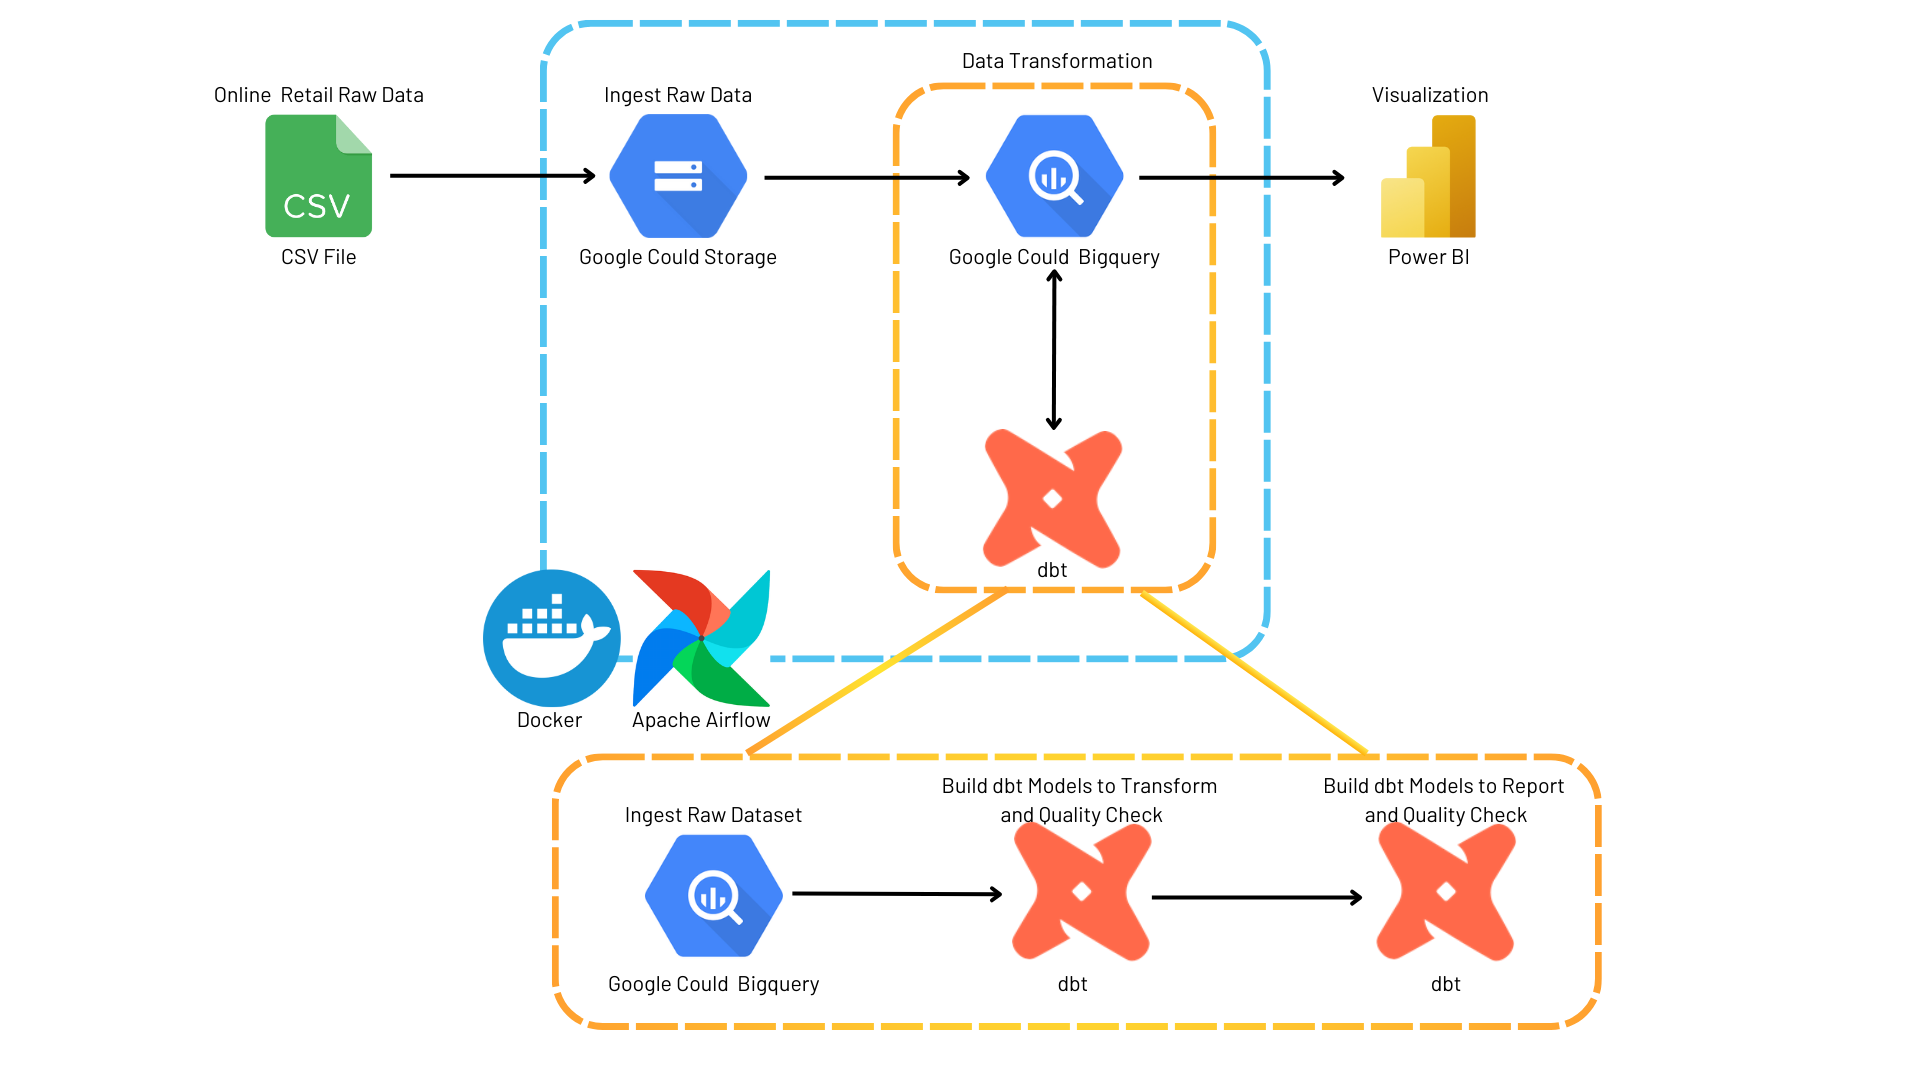 Data Transformation
Online Retail Raw Data
Ingest Raw Data
Visualization
CSV
CSV File
Google Could Storage
Google Could Bigquery
Power BI
dbt
Docker
Apache Airflow
Ingest Raw Dataset
Build dbt Models to Transform
and Quality Check
Build dbt Models to Report
and Quality Check
Google Could Bigquery
dbt
dbt